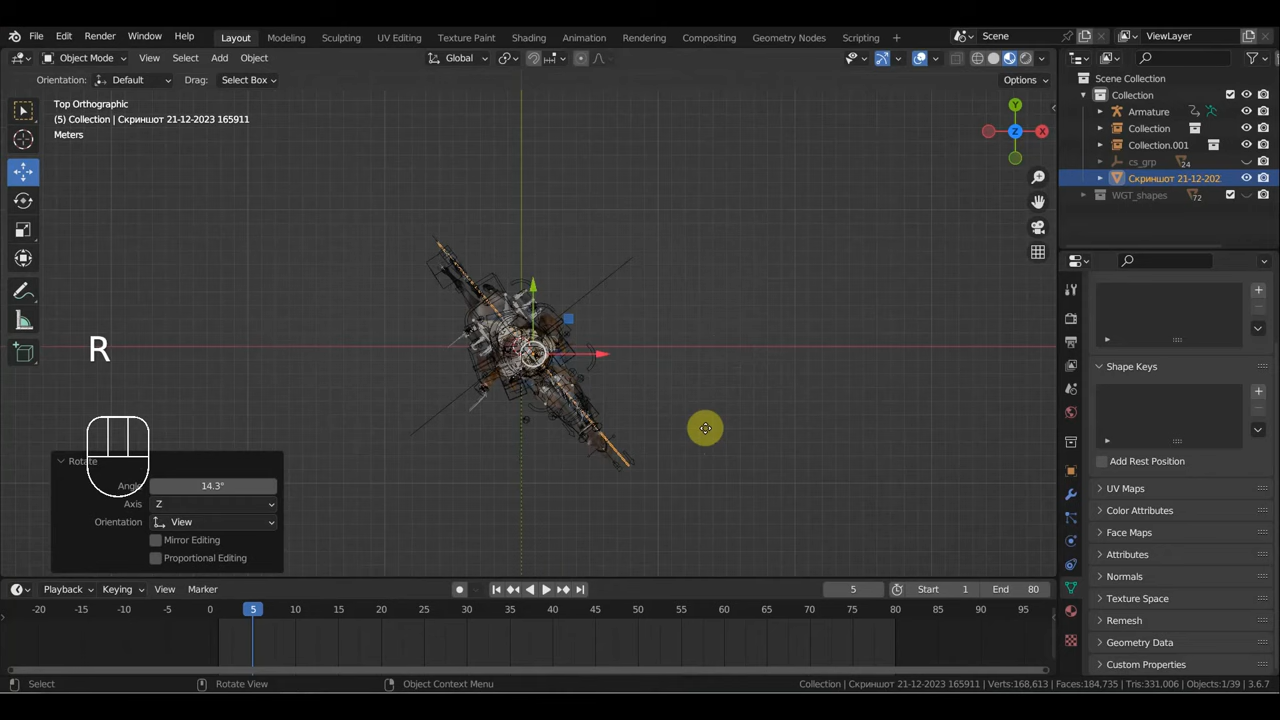 File Edit Render Window Help Layout Modeling Sculpting UV Editing Texture Paint Shading Animation Rendering Compositing Geometry Nodes Scripting + Scene ViewLayer
Object Mode View Select Add Object Global
Orientation: Default Drag: Select Box Options
Top Orthographic
(5) Collection | Скриншот 21-12-2023 165911
Meters
Y
Z
X
R
Rotate
Angle 14.3°
Axis Z
Orientation View
Mirror Editing
Proportional Editing
Scene Collection
Collection
Armature
Collection
Collection.001
cs_grp 24
Скриншот 21-12-202
WGT_shapes 72
Shape Keys
Add Rest Position
UV Maps
Color Attributes
Face Maps
Attributes
Normals
Texture Space
Remesh
Geometry Data
Custom Properties
Playback Keying View Marker 5 Start 1 End 80
-20 -15 -10 -5 0 5 10 15 20 25 30 35 40 45 50 55 60 65 70 75 80 85 90 95
Select Rotate View Object Context Menu Collection | Скриншот 21-12-2023 165911 | Verts:168,613 | Faces:184,735 | Tris:331,006 | Objects:1/39 | 3.6.7